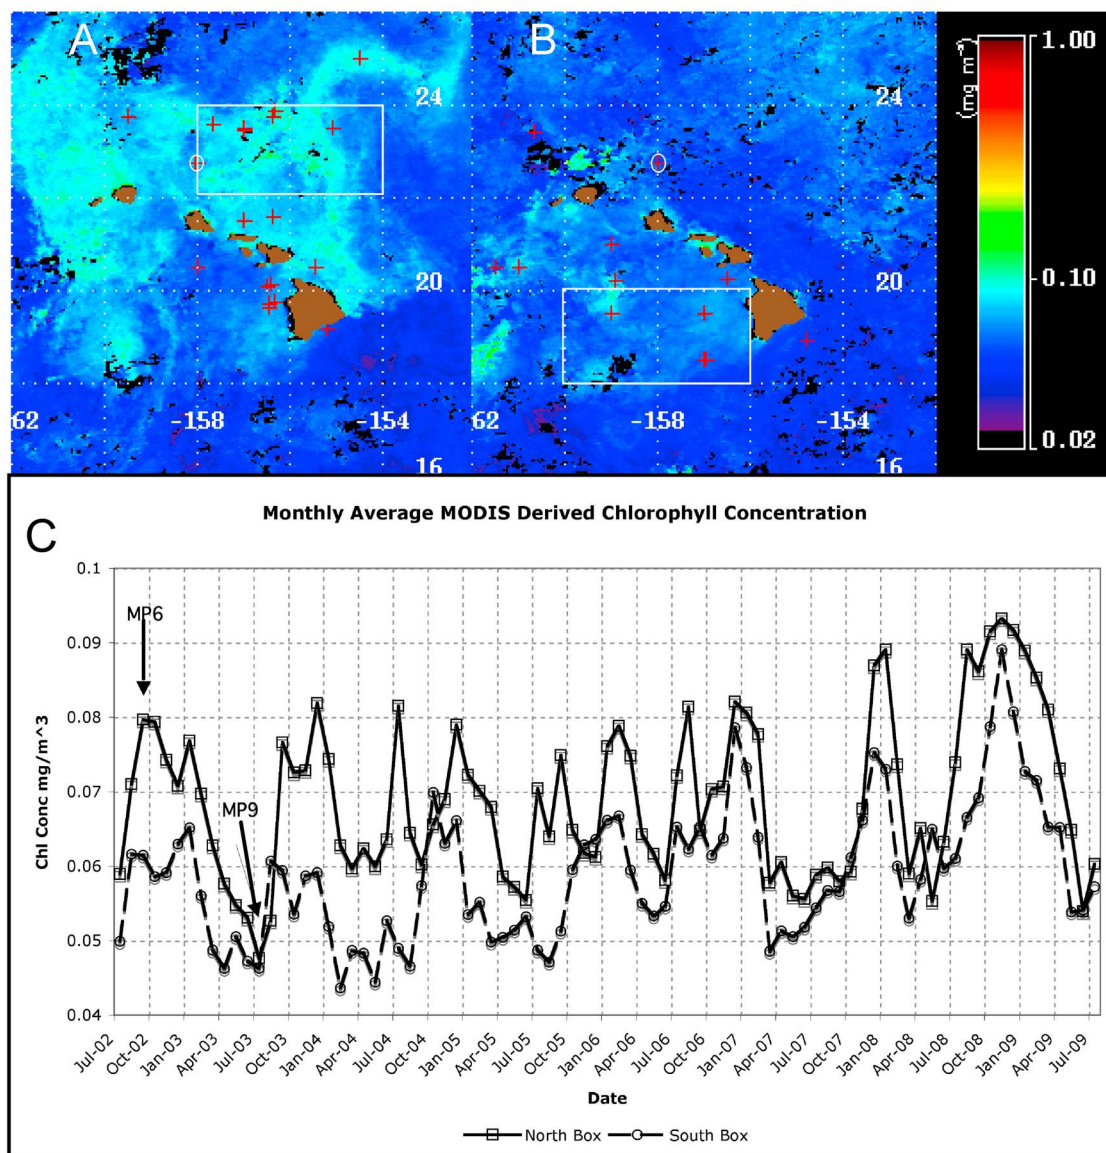 A
B
24
24
20
20
62
-158
-154
62
-158
-154
16
16
(mg m⁻³)
1.00
0.10
0.02
C
Monthly Average MODIS Derived Chlorophyll Concentration
Chl Conc mg/m^3
0.1
0.09
0.08
0.07
0.06
0.05
0.04
MP6
MP9
Jul-02
Oct-02
Jan-03
Apr-03
Jul-03
Oct-03
Jan-04
Apr-04
Jul-04
Oct-04
Jan-05
Apr-05
Jul-05
Oct-05
Jan-06
Apr-06
Jul-06
Oct-06
Jan-07
Apr-07
Jul-07
Oct-07
Jan-08
Apr-08
Jul-08
Oct-08
Jan-09
Apr-09
Jul-09
Date
North Box
South Box